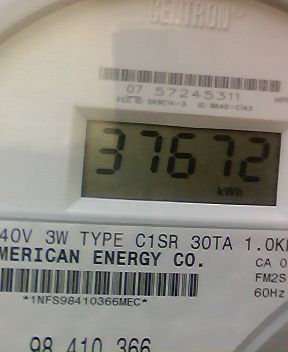 CENTRON®
07 57245311
37672
kWh
40V 3W TYPE C1SR 30TA 1.0K
MERICAN ENERGY CO.
CA 0
FM2S
60Hz
*1NFS98410366MEC*
98 410 366